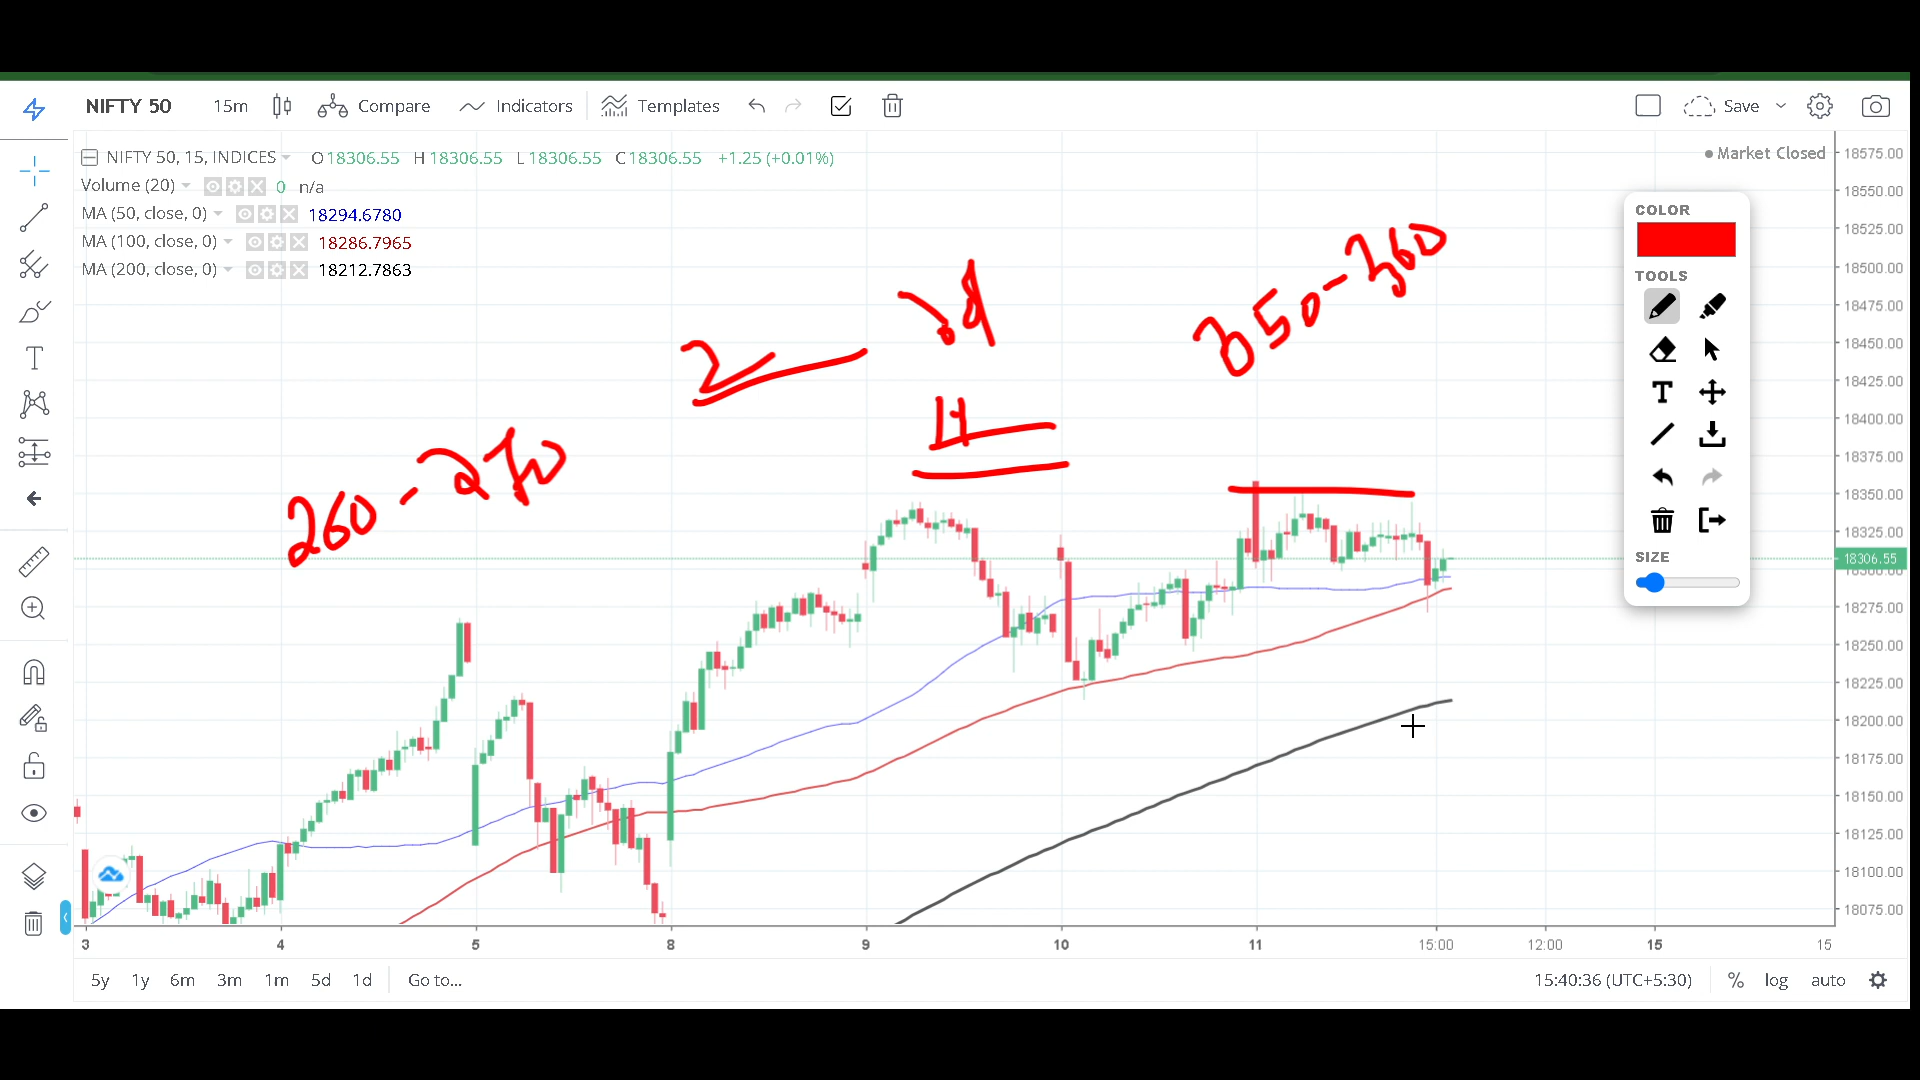 NIFTY 50 15m Compare Indicators Templates Save
NIFTY 50, 15, INDICES O18306.55 H18306.55 L18306.55 C18306.55 +1.25 (+0.01%)
Market Closed
Volume (20) 0 n/a
MA (50, close, 0) 18294.6780
MA (100, close, 0) 18286.7965
MA (200, close, 0) 18212.7863
260-270
2
4
350-360
COLOR
TOOLS
SIZE
18575.00
18550.00
18525.00
18500.00
18475.00
18450.00
18425.00
18400.00
18375.00
18350.00
18325.00
18306.55
18300.00
18275.00
18250.00
18225.00
18200.00
18175.00
18150.00
18125.00
18100.00
18075.00
3 4 5 8 9 10 11 15:00 12:00 15 15
5y 1y 6m 3m 1m 5d 1d Go to... 15:40:36 (UTC+5:30) % log auto